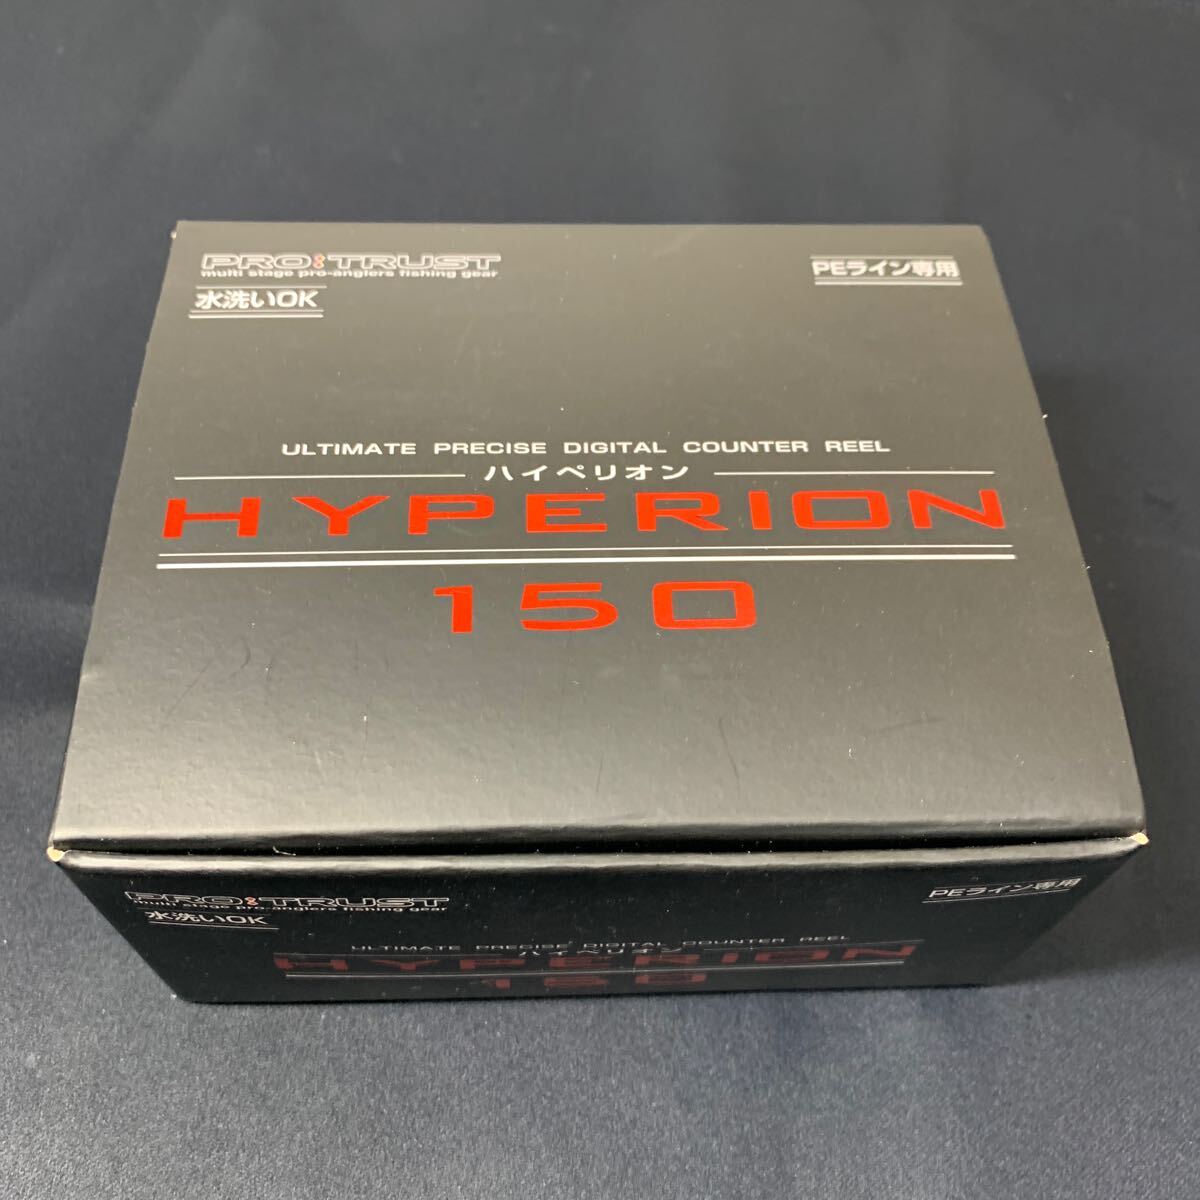 PRO:TRUST
multi stage pro-anglers fishing gear
水洗いOK
PEライン専用
ULTIMATE PRECISE DIGITAL COUNTER REEL
ハイペリオン
HYPERION
150
PRO:TRUST
multi stage pro-anglers fishing gear
水洗いOK
PEライン専用
ULTIMATE PRECISE DIGITAL COUNTER REEL
ハイペリオン
HYPERION
150